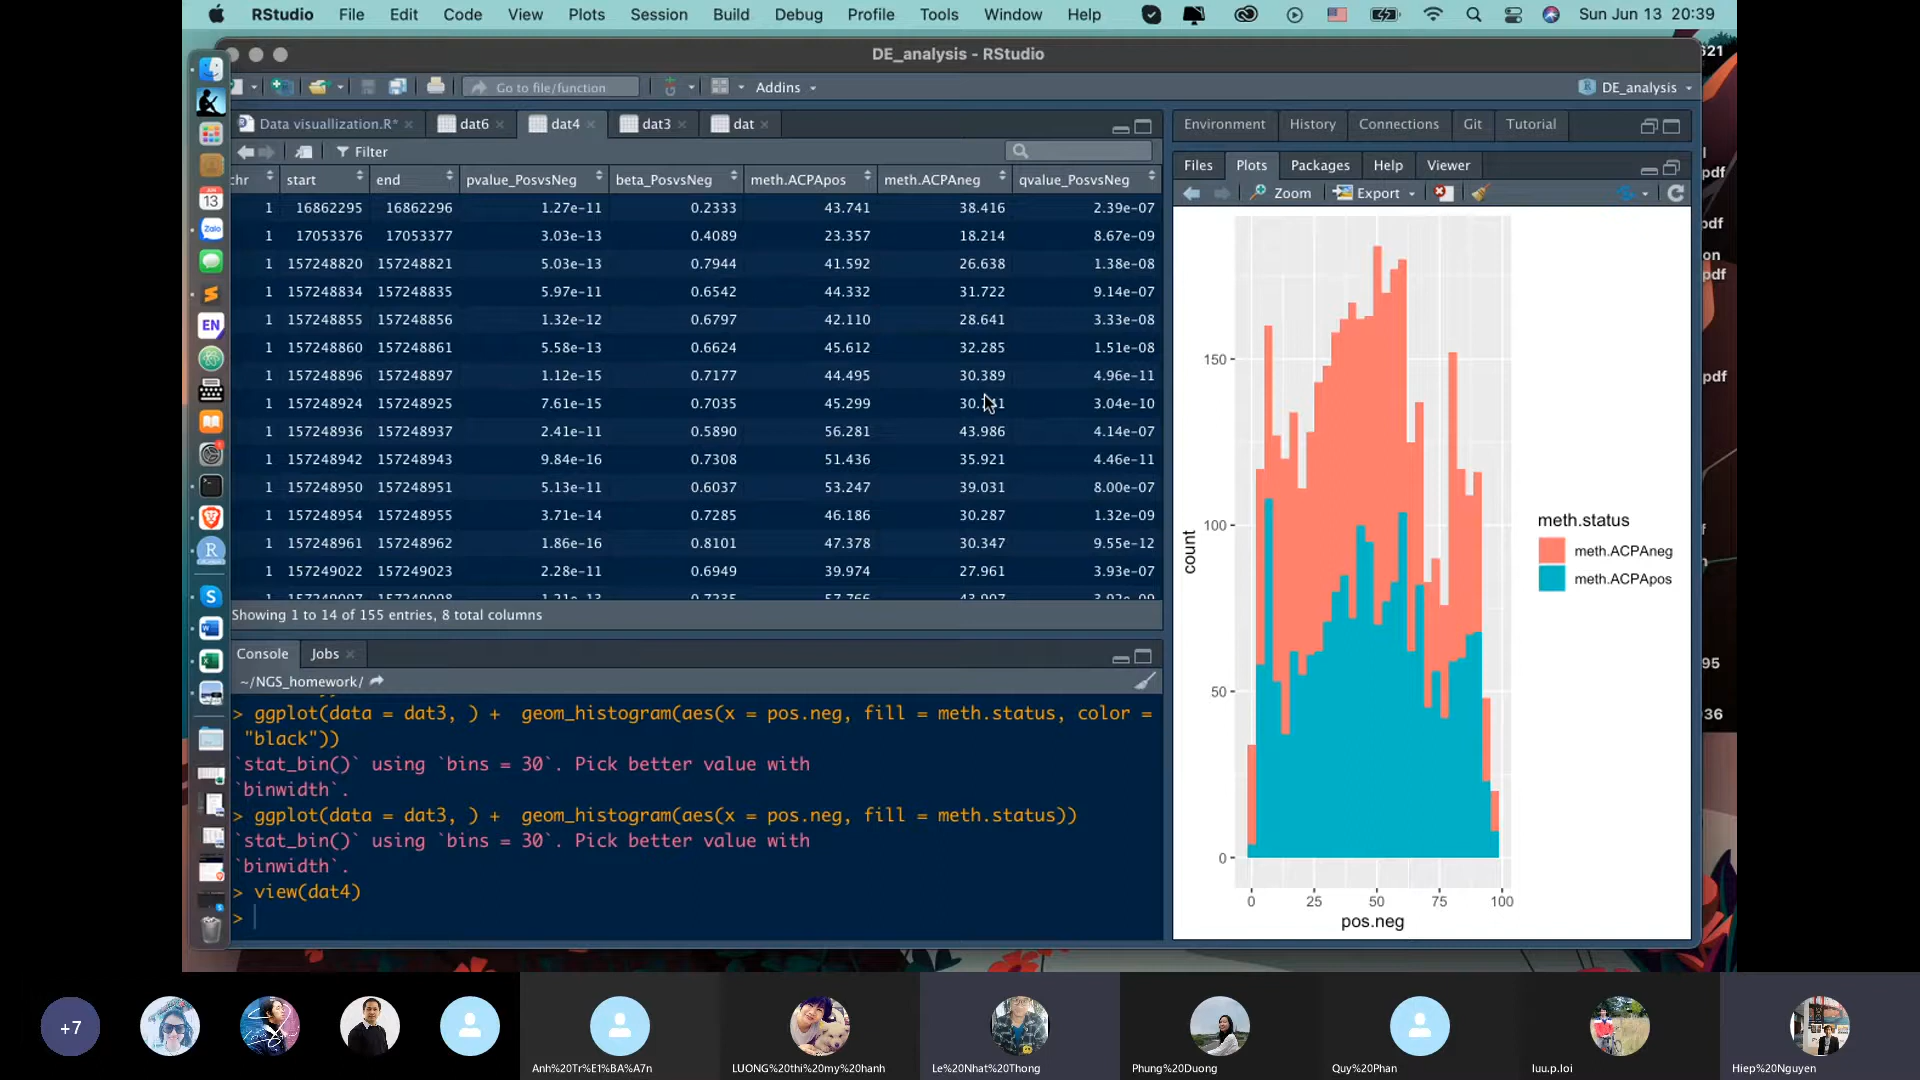 RStudio File Edit Code View Plots Session Build Debug Profile Tools Window Help Sun Jun 13 20:39
DE_analysis - RStudio
Go to file/function Addins DE_analysis
Data visuallization.R* dat6 dat4 dat3 dat
Filter
chr start end pvalue_PosvsNeg beta_PosvsNeg meth.ACPApos meth.ACPAneg qvalue_PosvsNeg
1 16862295 16862296 1.27e-11 0.2333 43.741 38.416 2.39e-07
1 17053376 17053377 3.03e-13 0.4089 23.357 18.214 8.67e-09
1 157248820 157248821 5.03e-13 0.7944 41.592 26.638 1.38e-08
1 157248834 157248835 5.97e-11 0.6542 44.332 31.722 9.14e-07
1 157248855 157248856 1.32e-12 0.6797 42.110 28.641 3.33e-08
1 157248860 157248861 5.58e-13 0.6624 45.612 32.285 1.51e-08
1 157248896 157248897 1.12e-15 0.7177 44.495 30.389 4.96e-11
1 157248924 157248925 7.61e-15 0.7035 45.299 3.04e-10
1 157248936 157248937 2.41e-11 0.5890 56.281 43.986 4.14e-07
1 157248942 157248943 9.84e-16 0.7308 51.436 35.921 4.46e-11
1 157248950 157248951 5.13e-11 0.6037 53.247 39.031 8.00e-07
1 157248954 157248955 3.71e-14 0.7285 46.186 30.287 1.32e-09
1 157248961 157248962 1.86e-16 0.8101 47.378 30.347 9.55e-12
1 157249022 157249023 2.28e-11 0.6949 39.974 27.961 3.93e-07
Showing 1 to 14 of 155 entries, 8 total columns
Console Jobs
~/NGS_homework/
> ggplot(data = dat3, ) + geom_histogram(aes(x = pos.neg, fill = meth.status, color =
"black"))
`stat_bin()` using `bins = 30`. Pick better value with
`binwidth`.
> ggplot(data = dat3, ) + geom_histogram(aes(x = pos.neg, fill = meth.status))
`stat_bin()` using `bins = 30`. Pick better value with
`binwidth`.
> view(dat4)
>
Environment History Connections Git Tutorial
Files Plots Packages Help Viewer
Zoom Export
150
100
50
0
count
0 25 50 75 100
pos.neg
meth.status
meth.ACPAneg
meth.ACPApos
621
pdf
pdf
on
pdf
pdf
95
36
JUN
13
Zalo
EN
+7
Anh%20Tr%E1%BA%A7n
LUONG%20thi%20my%20hanh
Le%20Nhat%20Thong
Phung%20Duong
Quy%20Phan
luu.p.loi
Hiep%20Nguyen